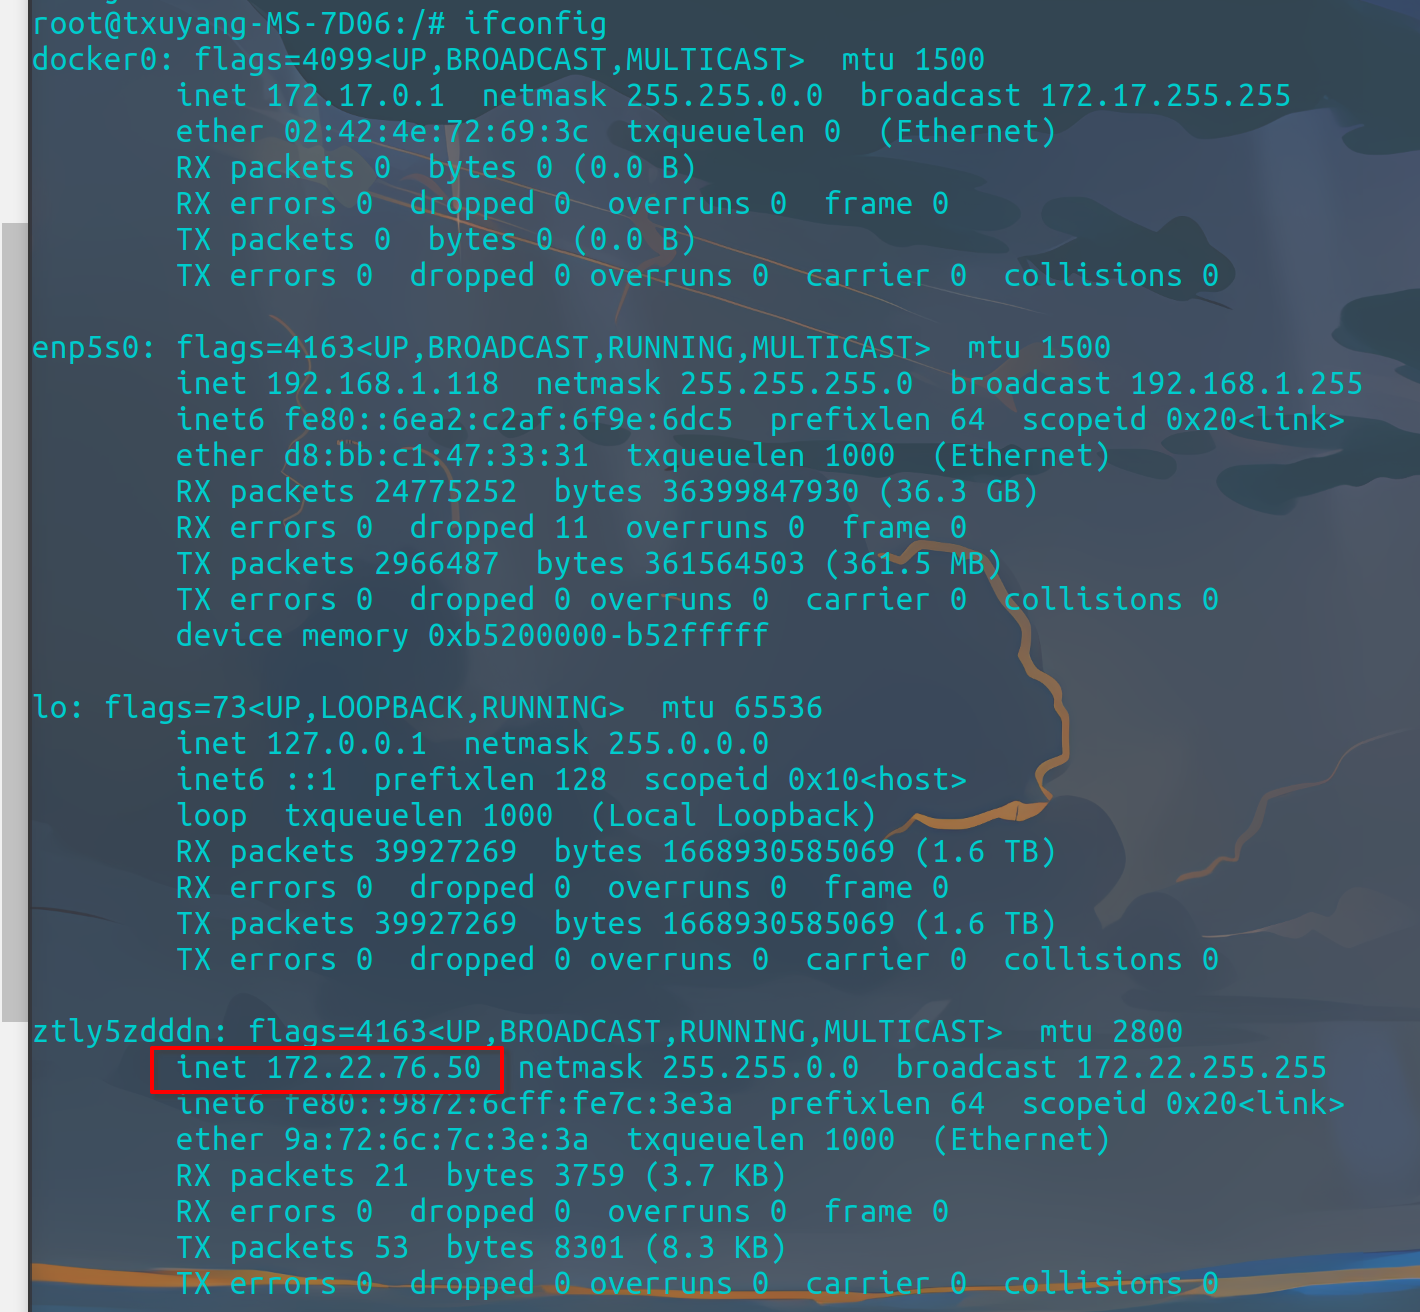 root@txuyang-MS-7D06:/# ifconfig
docker0: flags=4099<UP,BROADCAST,MULTICAST>  mtu 1500
        inet 172.17.0.1  netmask 255.255.0.0  broadcast 172.17.255.255
        ether 02:42:4e:72:69:3c  txqueuelen 0  (Ethernet)
        RX packets 0  bytes 0 (0.0 B)
        RX errors 0  dropped 0  overruns 0  frame 0
        TX packets 0  bytes 0 (0.0 B)
        TX errors 0  dropped 0 overruns 0  carrier 0  collisions 0

enp5s0: flags=4163<UP,BROADCAST,RUNNING,MULTICAST>  mtu 1500
        inet 192.168.1.118  netmask 255.255.255.0  broadcast 192.168.1.255
        inet6 fe80::6ea2:c2af:6f9e:6dc5  prefixlen 64  scopeid 0x20<link>
        ether d8:bb:c1:47:33:31  txqueuelen 1000  (Ethernet)
        RX packets 24775252  bytes 36399847930 (36.3 GB)
        RX errors 0  dropped 11  overruns 0  frame 0
        TX packets 2966487  bytes 361564503 (361.5 MB)
        TX errors 0  dropped 0 overruns 0  carrier 0  collisions 0
        device memory 0xb5200000-b52fffff

lo: flags=73<UP,LOOPBACK,RUNNING>  mtu 65536
        inet 127.0.0.1  netmask 255.0.0.0
        inet6 ::1  prefixlen 128  scopeid 0x10<host>
        loop  txqueuelen 1000  (Local Loopback)
        RX packets 39927269  bytes 1668930585069 (1.6 TB)
        RX errors 0  dropped 0  overruns 0  frame 0
        TX packets 39927269  bytes 1668930585069 (1.6 TB)
        TX errors 0  dropped 0 overruns 0  carrier 0  collisions 0

ztly5zdddn: flags=4163<UP,BROADCAST,RUNNING,MULTICAST>  mtu 2800
        inet 172.22.76.50  netmask 255.255.0.0  broadcast 172.22.255.255
        inet6 fe80::9872:6cff:fe7c:3e3a  prefixlen 64  scopeid 0x20<link>
        ether 9a:72:6c:7c:3e:3a  txqueuelen 1000  (Ethernet)
        RX packets 21  bytes 3759 (3.7 KB)
        RX errors 0  dropped 0  overruns 0  frame 0
        TX packets 53  bytes 8301 (8.3 KB)
        TX errors 0  dropped 0 overruns 0  carrier 0  collisions 0